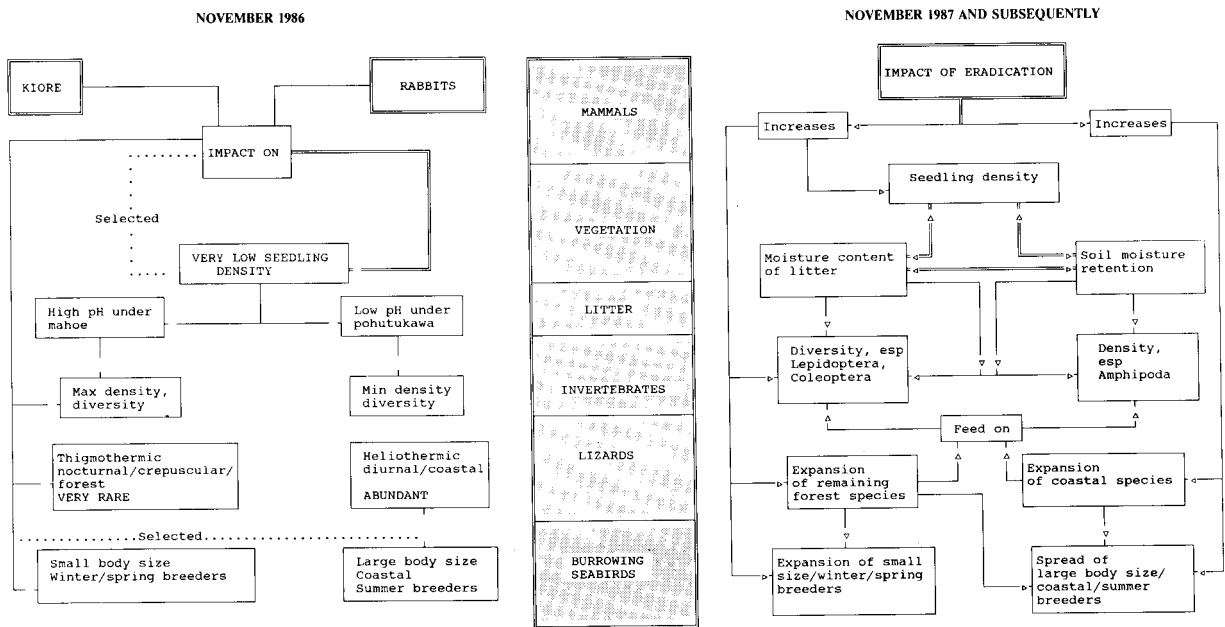 NOVEMBER 1986
KIORE
RABBITS
IMPACT ON
Selected
VERY LOW SEEDLING
DENSITY
High pH under
mahoe
Low pH under
pohutukawa
Max density,
diversity
Min density
diversity
Thigmothermic
nocturnal/crepuscular/
forest
VERY RARE
Heliothermic
diurnal/coastal
ABUNDANT
Selected
Small body size
Winter/spring breeders
Large body size
Coastal
Summer breeders
MAMMALS
VEGETATION
LITTER
INVERTEBRATES
LIZARDS
BURROWING
SEABIRDS
NOVEMBER 1987 AND SUBSEQUENTLY
IMPACT OF ERADICATION
Increases
Increases
Seedling density
Moisture content
of litter
Soil moisture
retention
Diversity, esp
Lepidoptera,
Coleoptera
Density,
esp
Amphipoda
Feed on
Expansion
of remaining
forest species
Expansion
of coastal species
Expansion of small
size/winter/spring
breeders
Spread of
large body size/
coastal/summer
breeders